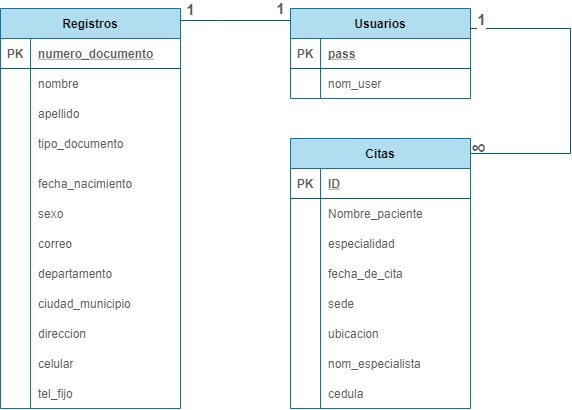 Registros
PK numero_documento
nombre
apellido
tipo_documento
fecha_nacimiento
sexo
correo
departamento
ciudad_municipio
direccion
celular
tel_fijo
1
1
Usuarios
PK pass
nom_user
1
∞
Citas
PK ID
Nombre_paciente
especialidad
fecha_de_cita
sede
ubicacion
nom_especialista
cedula